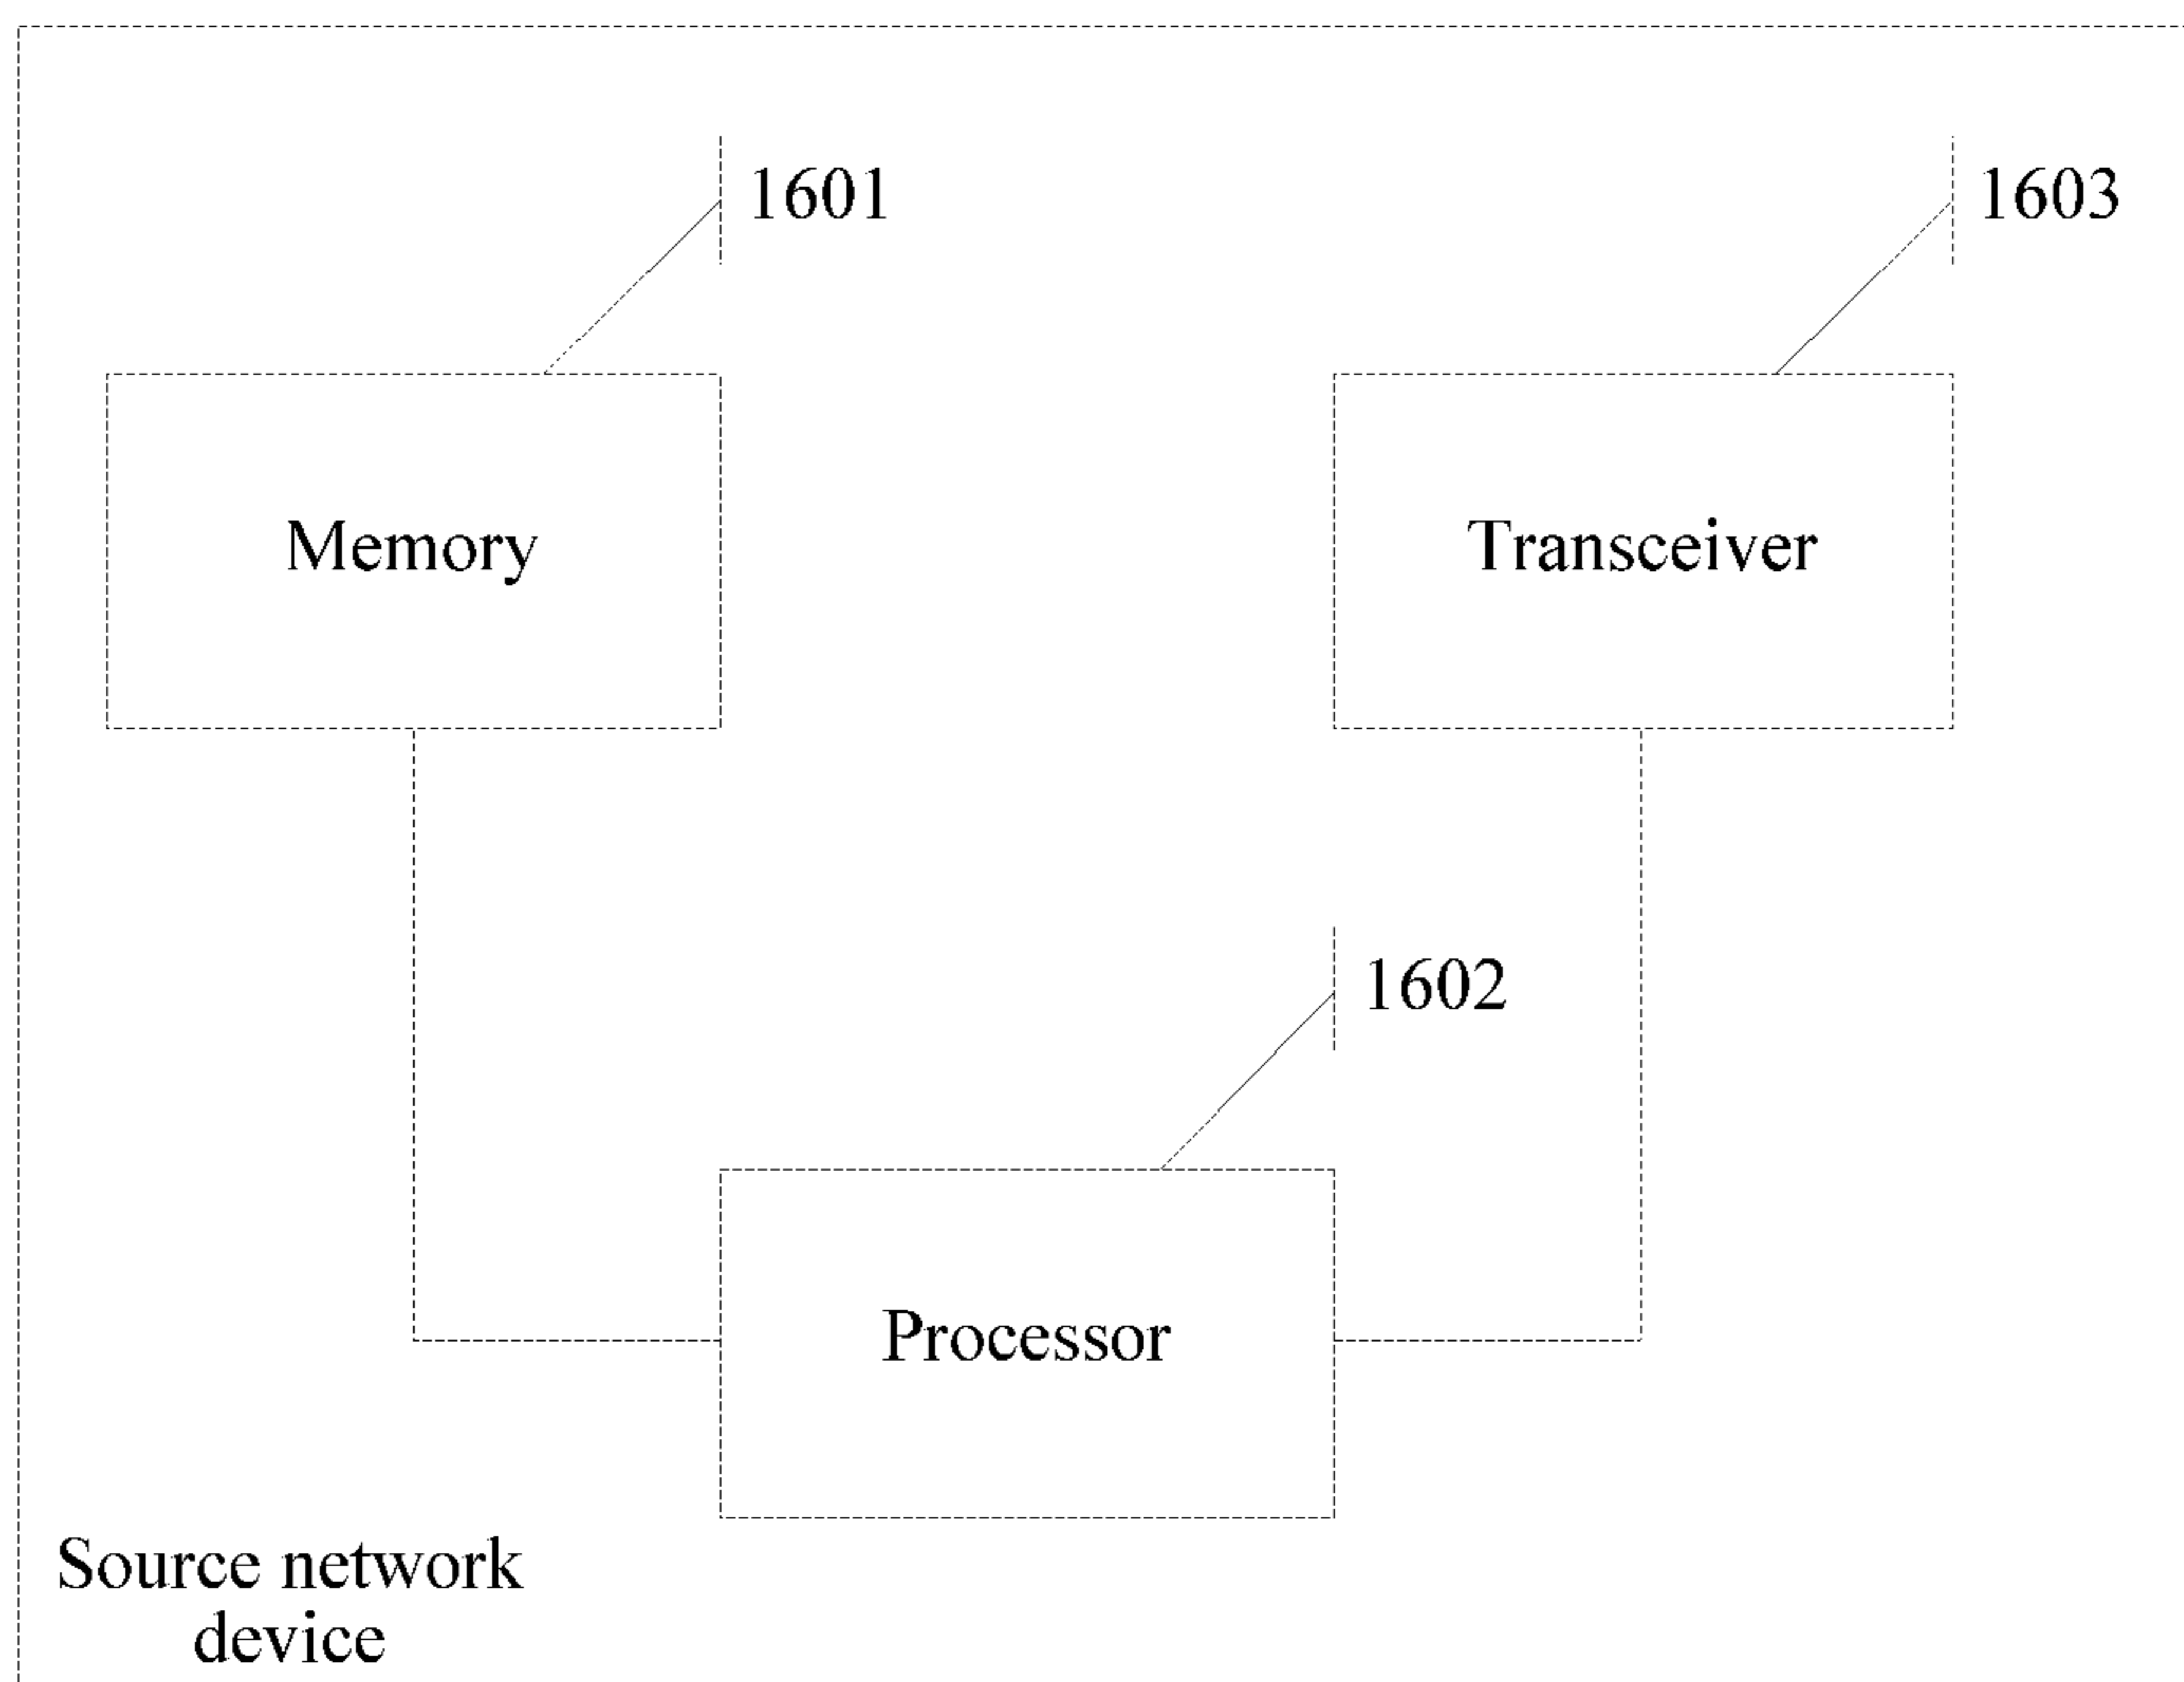 1601
1603
Memory
Transceiver
1602
Processor
Source network
device